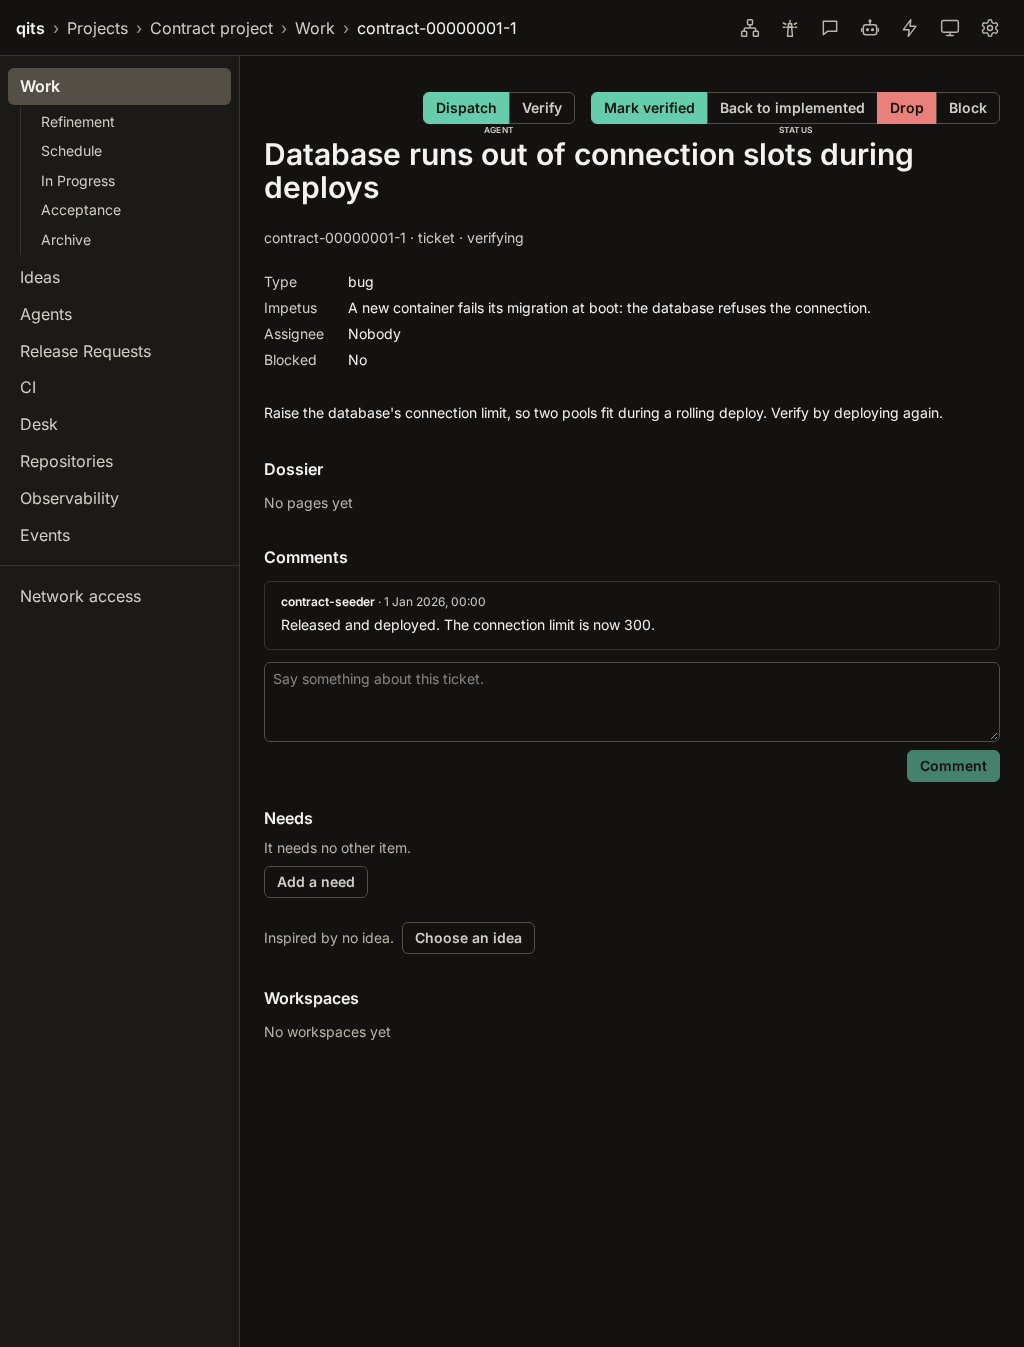 qits › Projects › Contract project › Work › contract-00000001-1
Work
Refinement
Schedule
In Progress
Acceptance
Archive
Ideas
Agents
Release Requests
CI
Desk
Repositories
Observability
Events
Network access
Dispatch Verify
AGENT
Mark verified Back to implemented Drop Block
STATUS
Database runs out of connection slots during
deploys
contract-00000001-1 · ticket · verifying
Type bug
Impetus A new container fails its migration at boot: the database refuses the connection.
Assignee Nobody
Blocked No
Raise the database's connection limit, so two pools fit during a rolling deploy. Verify by deploying again.
Dossier
No pages yet
Comments
contract-seeder · 1 Jan 2026, 00:00
Released and deployed. The connection limit is now 300.
Say something about this ticket.
Comment
Needs
It needs no other item.
Add a need
Inspired by no idea. Choose an idea
Workspaces
No workspaces yet